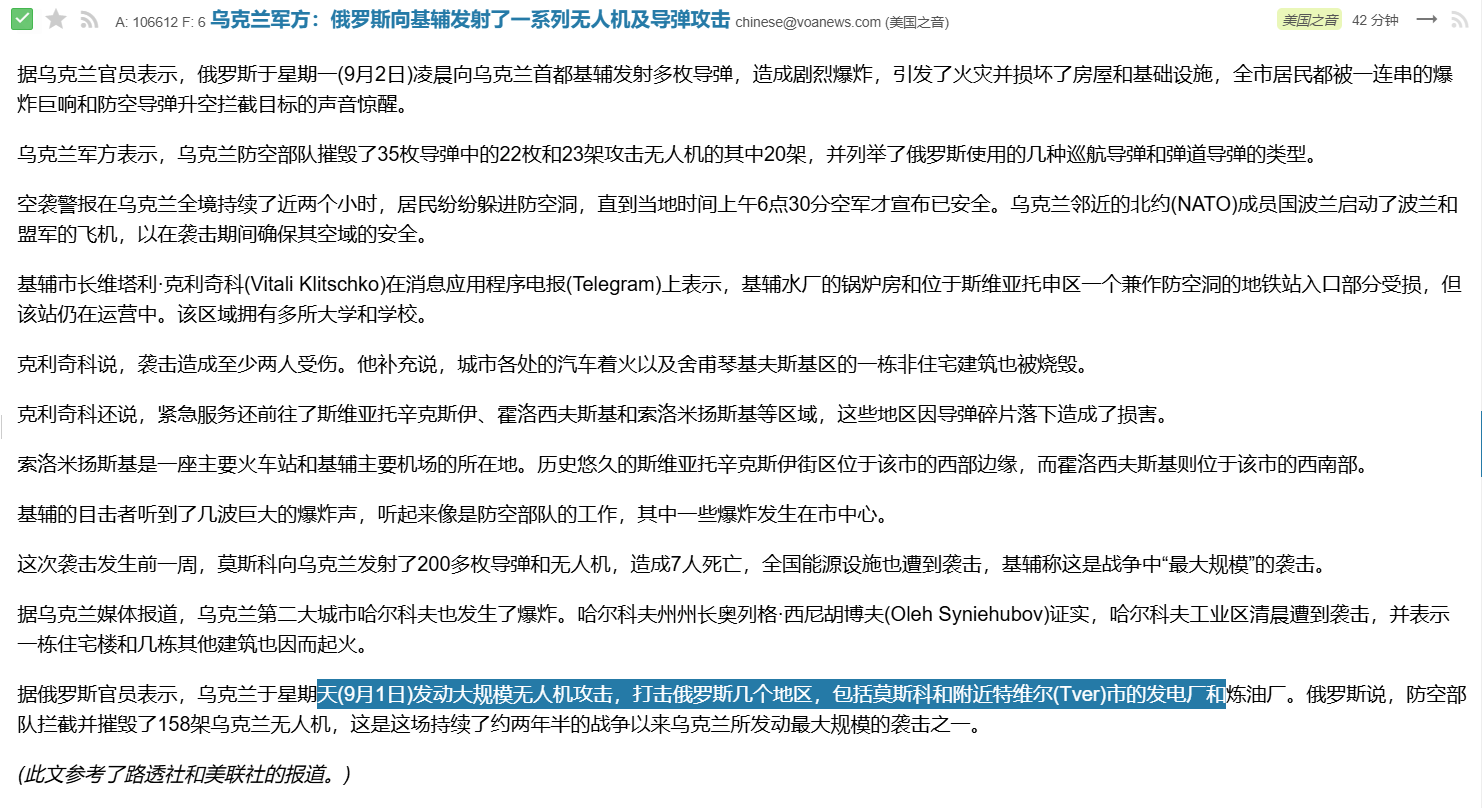 A: 106612 F: 6 乌克兰军方：俄罗斯向基辅发射了一系列无人机及导弹攻击 chinese@voanews.com (美国之音) 美国之音 42 分钟
据乌克兰官员表示，俄罗斯于星期一(9月2日)凌晨向乌克兰首都基辅发射多枚导弹，造成剧烈爆炸，引发了火灾并损坏了房屋和基础设施，全市居民都被一连串的爆
炸巨响和防空导弹升空拦截目标的声音惊醒。
乌克兰军方表示，乌克兰防空部队摧毁了35枚导弹中的22枚和23架攻击无人机的其中20架，并列举了俄罗斯使用的几种巡航导弹和弹道导弹的类型。
空袭警报在乌克兰全境持续了近两个小时，居民纷纷躲进防空洞，直到当地时间上午6点30分空军才宣布已安全。乌克兰邻近的北约(NATO)成员国波兰启动了波兰和
盟军的飞机，以在袭击期间确保其空域的安全。
基辅市长维塔利·克利奇科(Vitali Klitschko)在消息应用程序电报(Telegram)上表示，基辅水厂的锅炉房和位于斯维亚托申区一个兼作防空洞的地铁站入口部分受损，但
该站仍在运营中。该区域拥有多所大学和学校。
克利奇科说，袭击造成至少两人受伤。他补充说，城市各处的汽车着火以及舍甫琴基夫斯基区的一栋非住宅建筑也被烧毁。
克利奇科还说，紧急服务还前往了斯维亚托辛克斯伊、霍洛西夫斯基和索洛米扬斯基等区域，这些地区因导弹碎片落下造成了损害。
索洛米扬斯基是一座主要火车站和基辅主要机场的所在地。历史悠久的斯维亚托辛克斯伊街区位于该市的西部边缘，而霍洛西夫斯基则位于该市的西南部。
基辅的目击者听到了几波巨大的爆炸声，听起来像是防空部队的工作，其中一些爆炸发生在市中心。
这次袭击发生前一周，莫斯科向乌克兰发射了200多枚导弹和无人机，造成7人死亡，全国能源设施也遭到袭击，基辅称这是战争中“最大规模”的袭击。
据乌克兰媒体报道，乌克兰第二大城市哈尔科夫也发生了爆炸。哈尔科夫州州长奥列格·西尼胡博夫(Oleh Syniehubov)证实，哈尔科夫工业区清晨遭到袭击，并表示
一栋住宅楼和几栋其他建筑也因而起火。
据俄罗斯官员表示，乌克兰于星期天(9月1日)发动大规模无人机攻击，打击俄罗斯几个地区，包括莫斯科和附近特维尔(Tver)市的发电厂和炼油厂。俄罗斯说，防空部
队拦截并摧毁了158架乌克兰无人机，这是这场持续了约两年半的战争以来乌克兰所发动最大规模的袭击之一。
(此文参考了路透社和美联社的报道。)